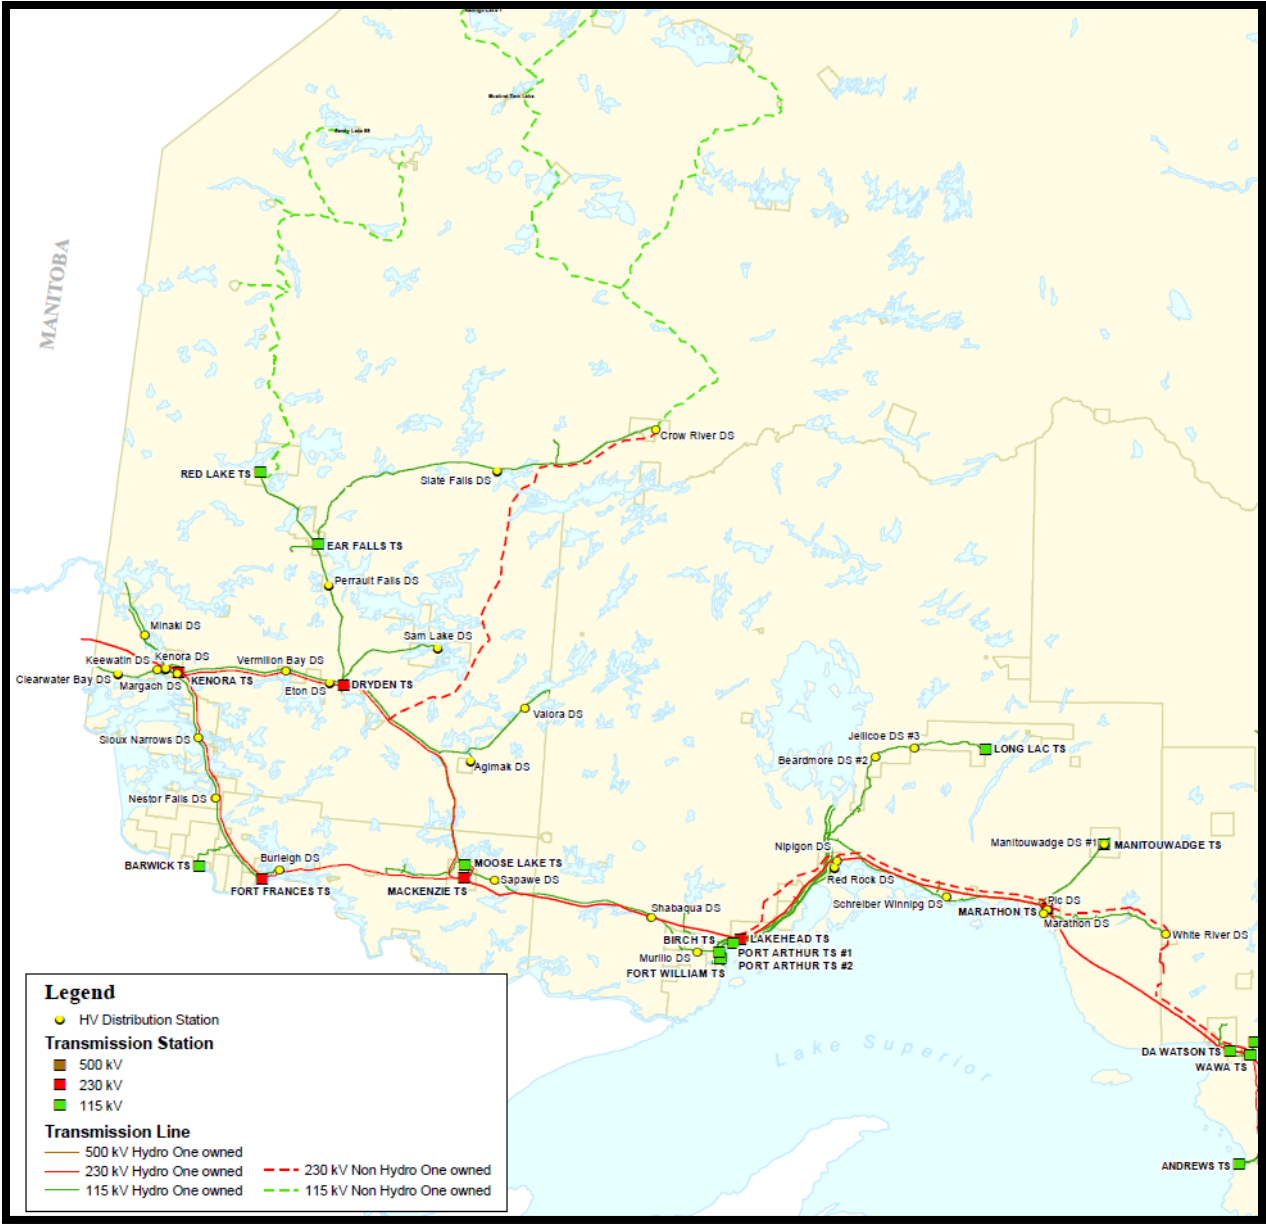 Muskrat Dam Lake
Sandy Lake 88
MANITOBA
Crow River DS
RED LAKE TS
Slate Falls DS
EAR FALLS TS
Perrault Falls DS
Minaki DS
Sam Lake DS
Keewatin DS
Kenora DS
Vermilion Bay DS
Clearwater Bay DS
Margach DS
KENORA TS
Eton DS
DRYDEN TS
Valora DS
Sioux Narrows DS
Jellicoe DS #3
LONG LAC TS
Beardmore DS #2
Agimak DS
Nestor Falls DS
Nipigon DS
Manitouwadge DS #1
MANITOUWADGE TS
BARWICK TS
Burleigh DS
MOOSE LAKE TS
FORT FRANCES TS
MACKENZIE TS
Sapawe DS
Red Rock DS
Schreiber Winnipg DS
Pic DS
MARATHON TS
Marathon DS
Shabaqua DS
White River DS
BIRCH TS
LAKEHEAD TS
Murillo DS
PORT ARTHUR TS #1
FORT WILLIAM TS
PORT ARTHUR TS #2
Lake Superior
DA WATSON TS
WAWA TS
ANDREWS TS
Legend
HV Distribution Station
Transmission Station
500 kV
230 kV
115 kV
Transmission Line
500 kV Hydro One owned
230 kV Hydro One owned
230 kV Non Hydro One owned
115 kV Hydro One owned
115 kV Non Hydro One owned